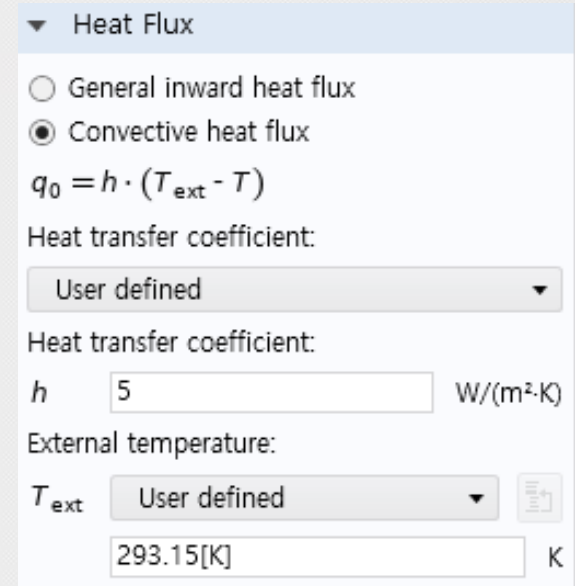 Heat Flux
General inward heat flux
Convective heat flux
q₀ = h · (Text - T)
Heat transfer coefficient:
User defined
Heat transfer coefficient:
h 5 W/(m²·K)
External temperature:
Text User defined
293.15[K] K